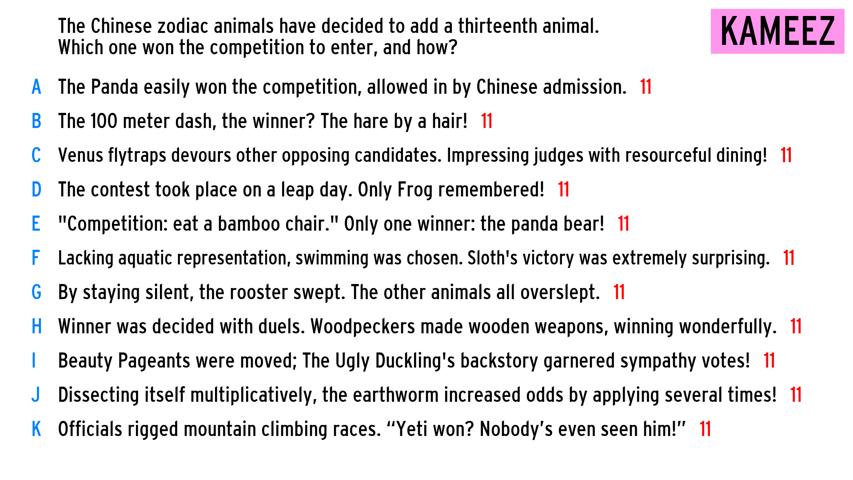 The Chinese zodiac animals have decided to add a thirteenth animal.
Which one won the competition to enter, and how?
KAMEEZ
A The Panda easily won the competition, allowed in by Chinese admission. 11
B The 100 meter dash, the winner? The hare by a hair! 11
C Venus flytraps devours other opposing candidates. Impressing judges with resourceful dining! 11
D The contest took place on a leap day. Only Frog remembered! 11
E "Competition: eat a bamboo chair." Only one winner: the panda bear! 11
F Lacking aquatic representation, swimming was chosen. Sloth's victory was extremely surprising. 11
G By staying silent, the rooster swept. The other animals all overslept. 11
H Winner was decided with duels. Woodpeckers made wooden weapons, winning wonderfully. 11
I Beauty Pageants were moved; The Ugly Duckling's backstory garnered sympathy votes! 11
J Dissecting itself multiplicatively, the earthworm increased odds by applying several times! 11
K Officials rigged mountain climbing races. “Yeti won? Nobody’s even seen him!” 11